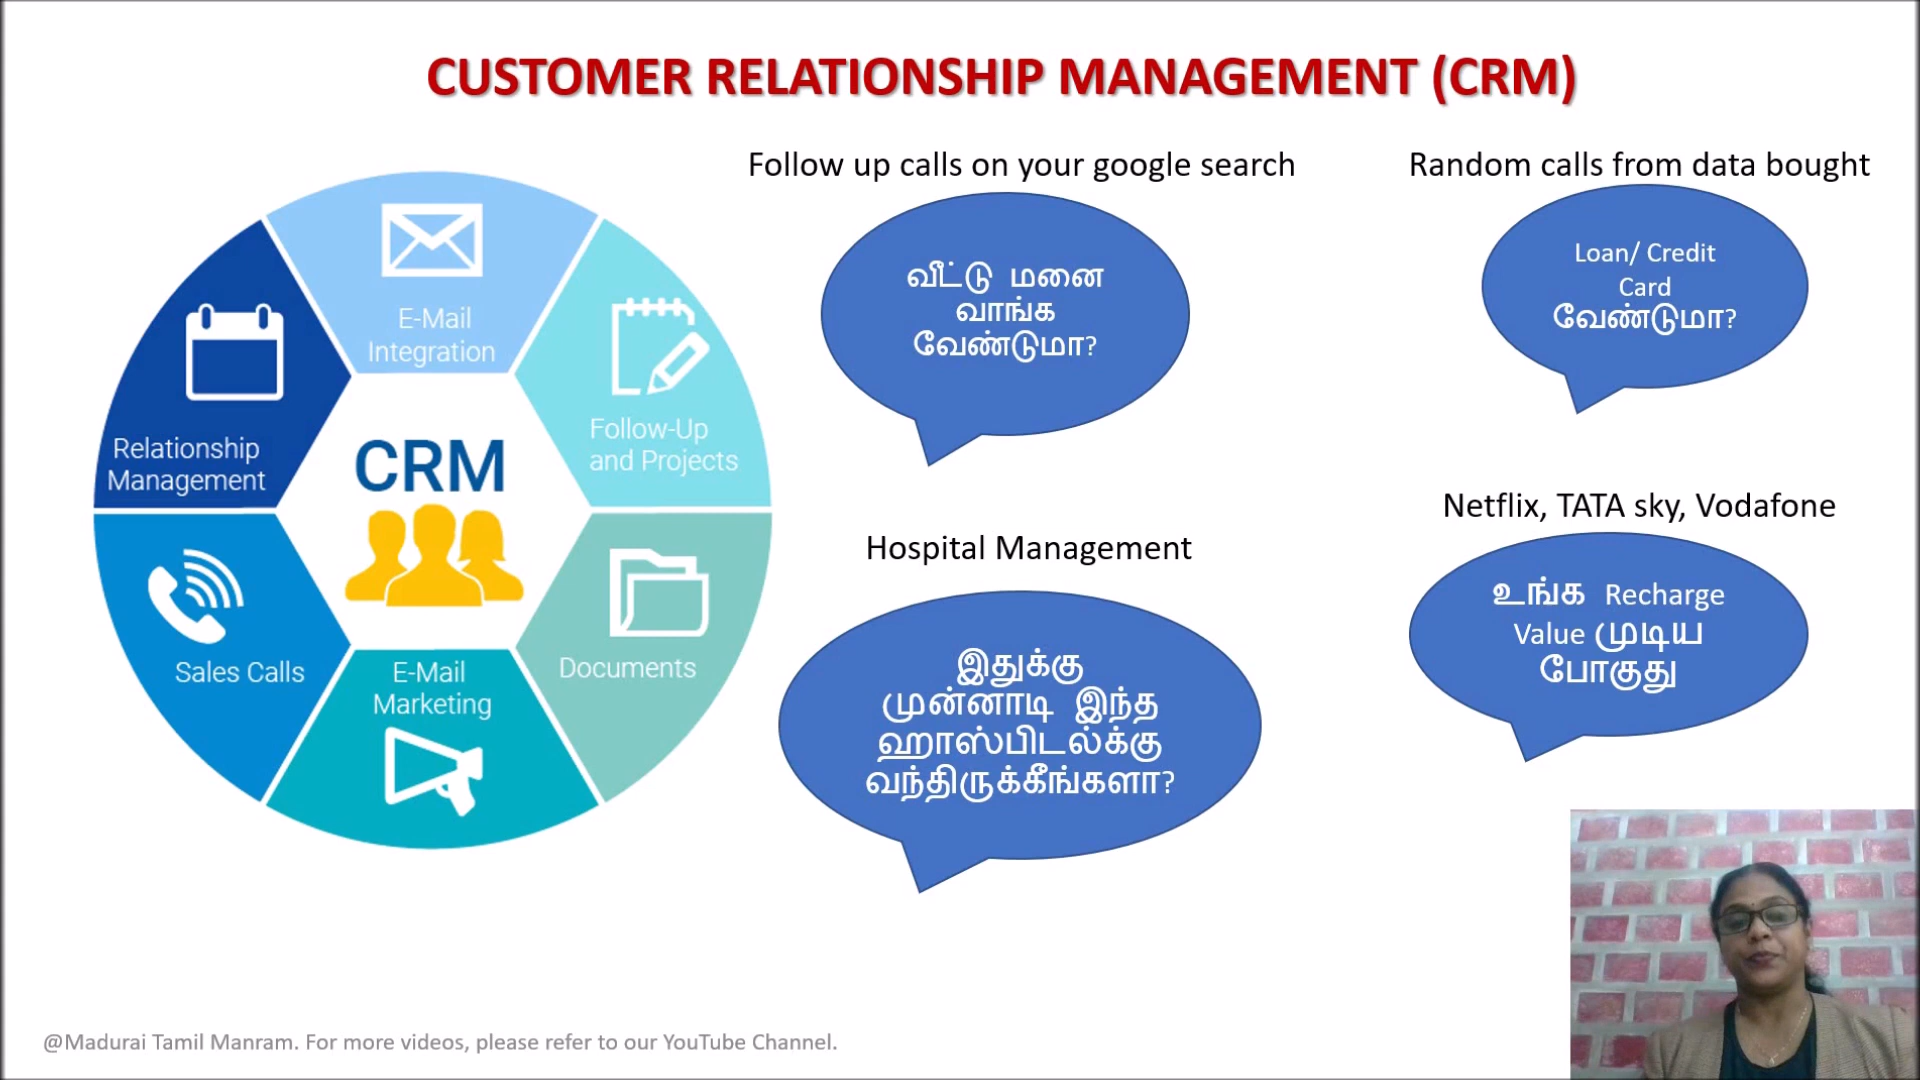 CUSTOMER RELATIONSHIP MANAGEMENT (CRM)
E-Mail
Integration
Follow-Up
and Projects
Relationship
Management
CRM
Sales Calls
E-Mail
Marketing
Documents
Follow up calls on your google search
வீட்டு மனை
வாங்க
வேண்டுமா?
Random calls from data bought
Loan/ Credit
Card
வேண்டுமா?
Hospital Management
இதுக்கு
முன்னாடி இந்த
ஹாஸ்பிடல்க்கு
வந்திருக்கீங்களா?
Netflix, TATA sky, Vodafone
உங்க Recharge
Value முடிய
போகுது
@Madurai Tamil Manram. For more videos, please refer to our YouTube Channel.